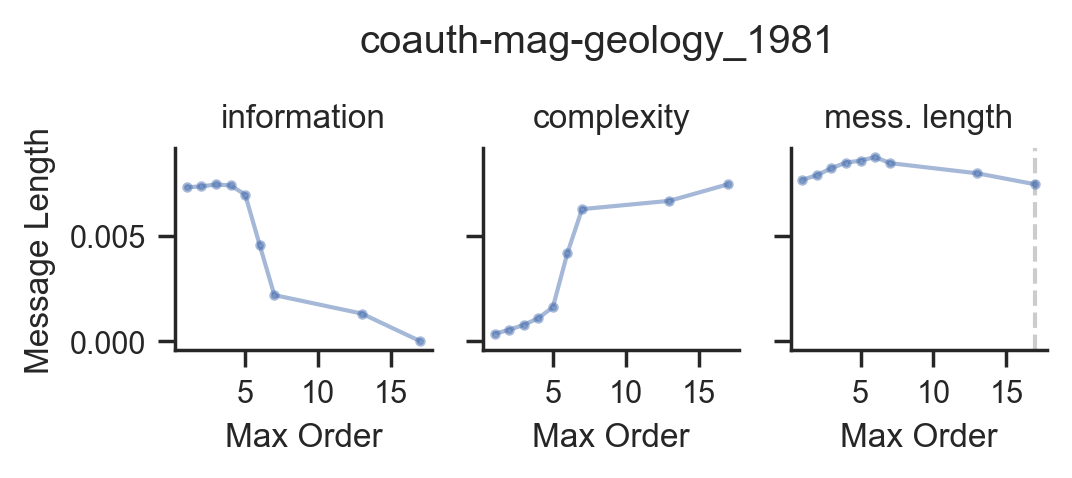 coauth-mag-geology_1981
information
complexity
mess. length
Message Length
0.005
0.000
5 10 15
5 10 15
5 10 15
Max Order
Max Order
Max Order